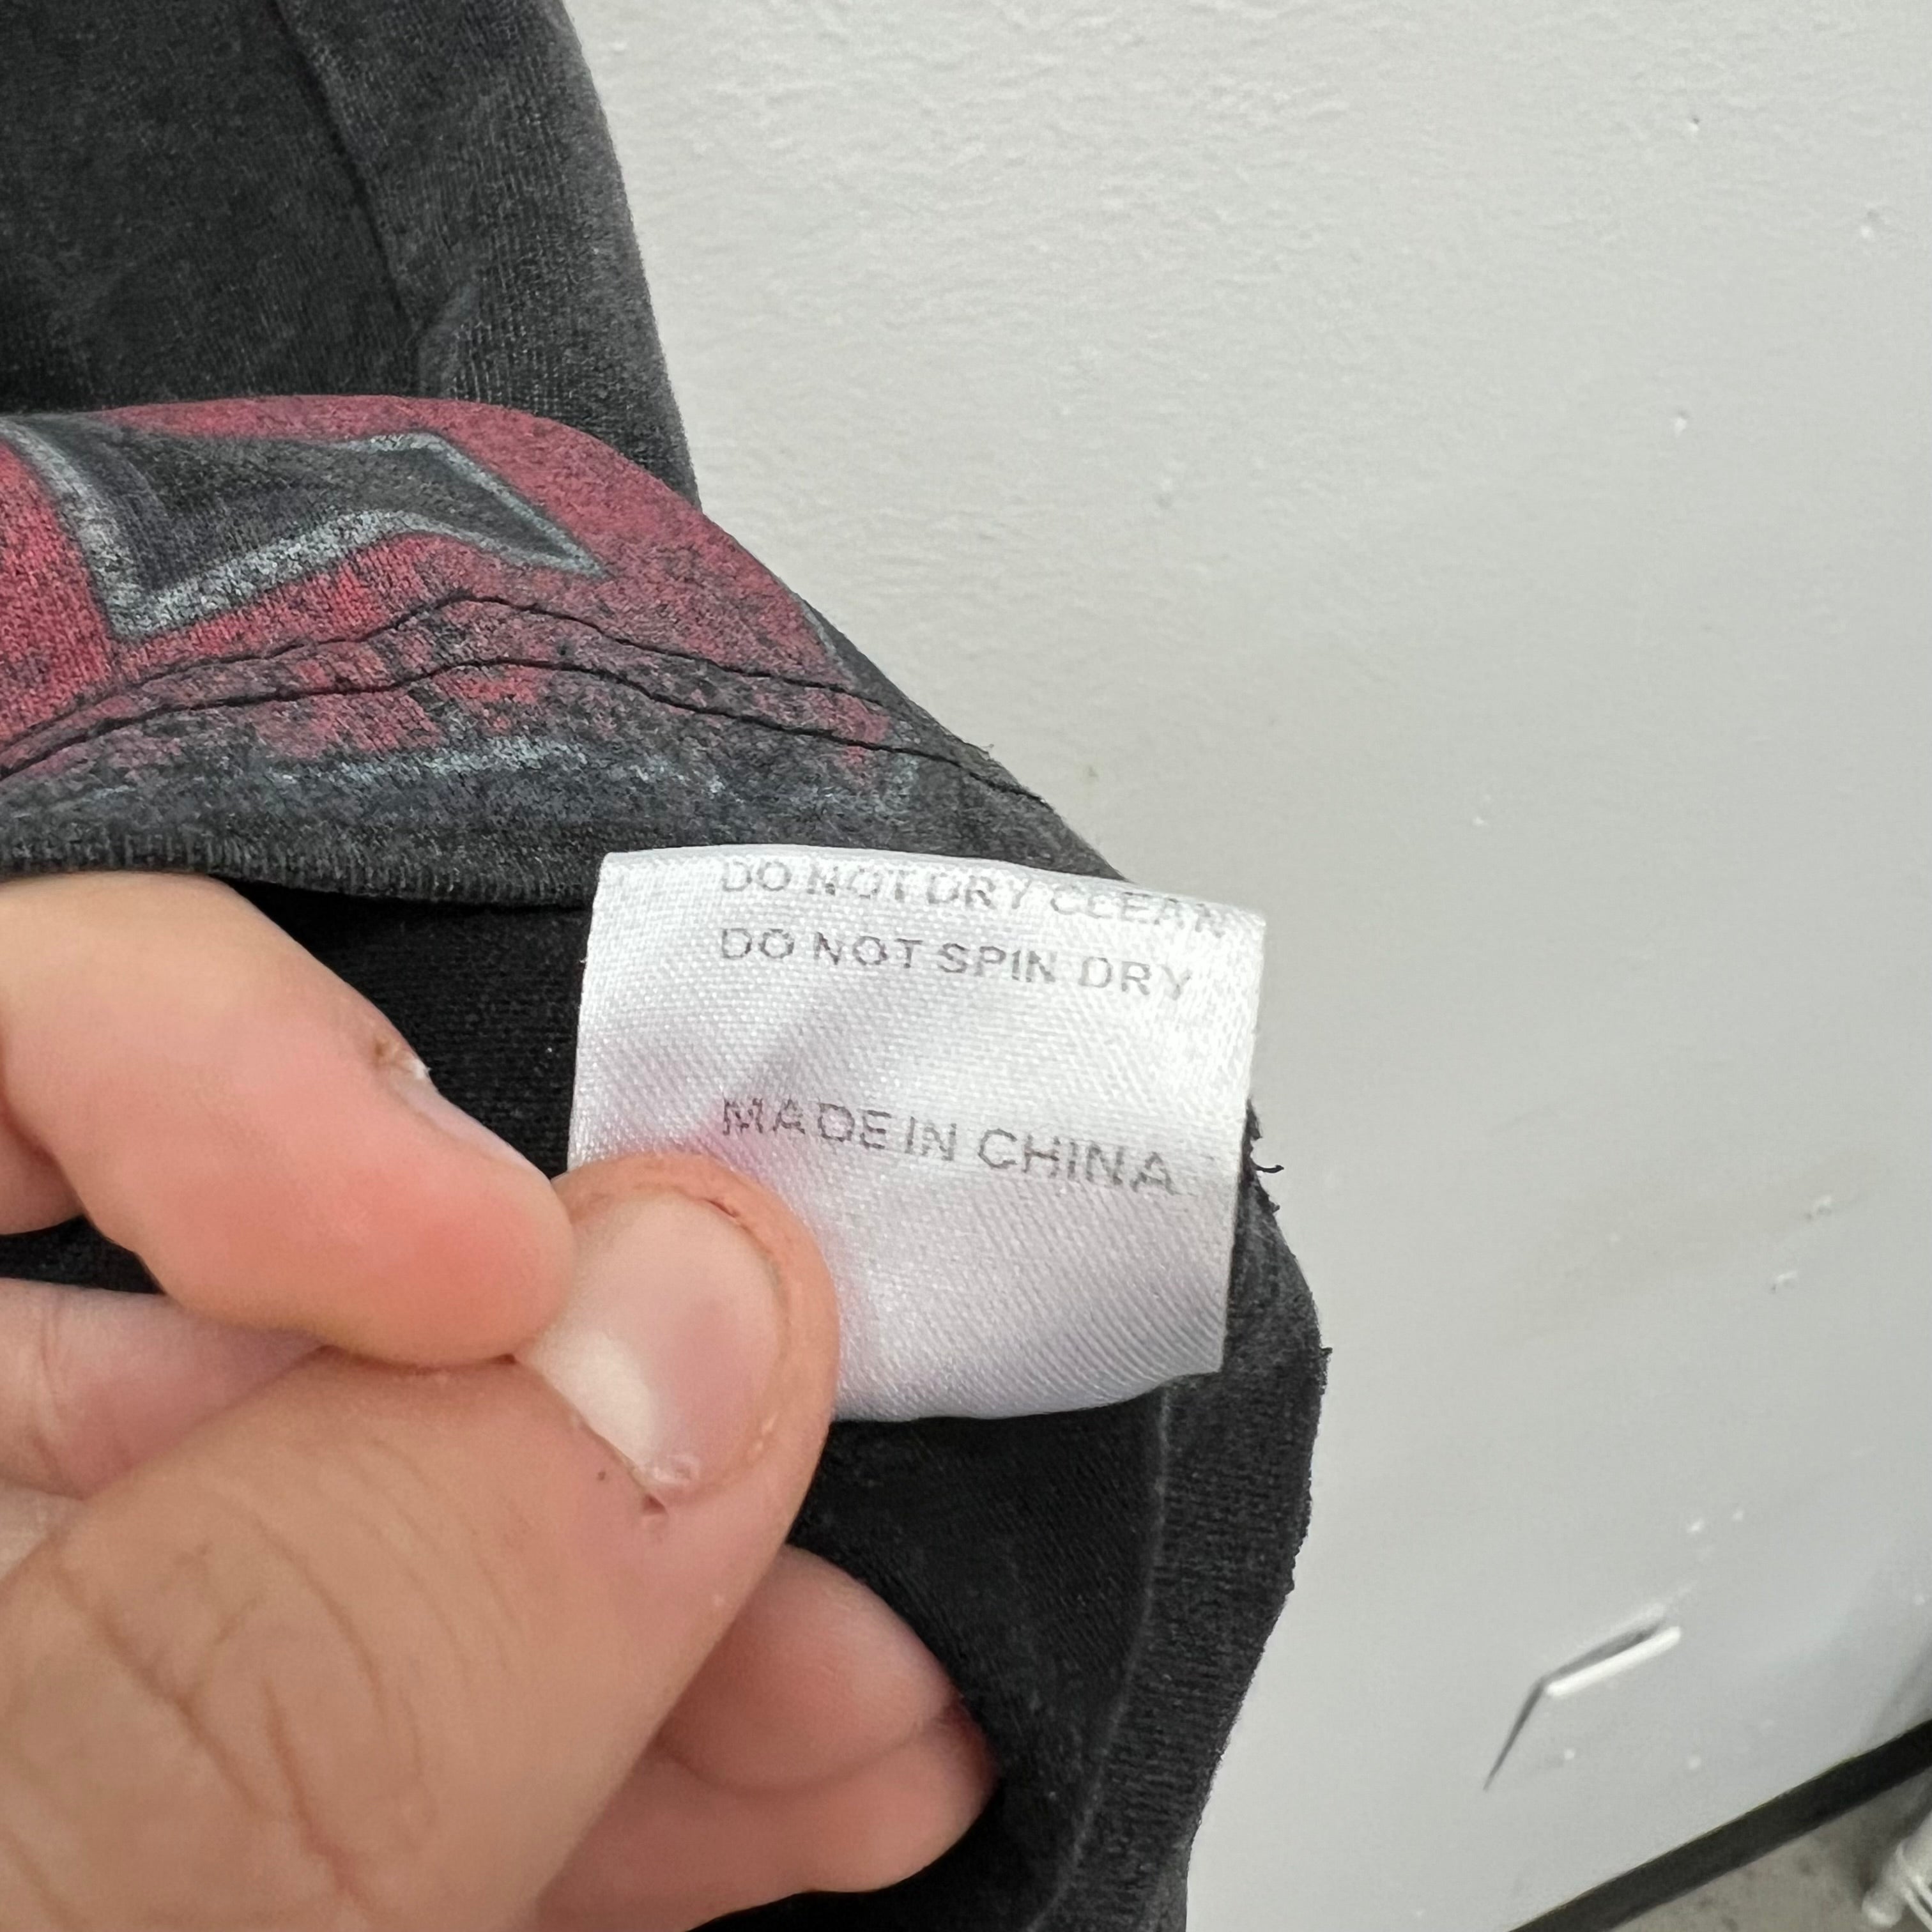 DO NOT DRY CLEAN
DO NOT SPIN DRY
MADE IN CHINA